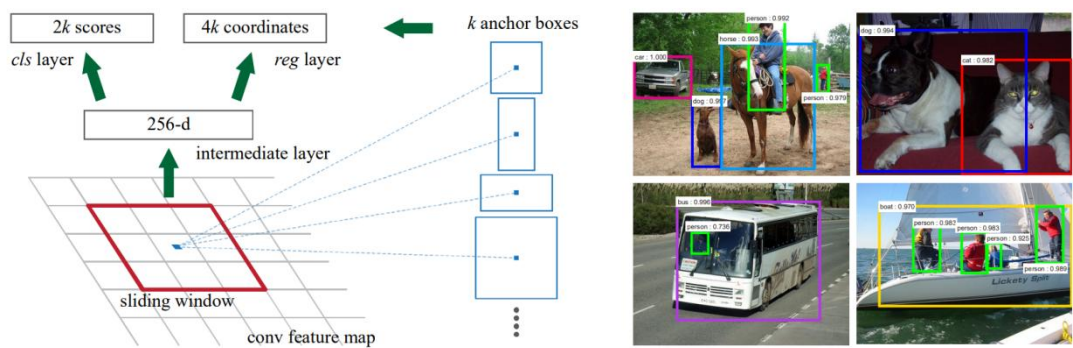 2k scores
4k coordinates
k anchor boxes
cls layer
reg layer
256-d
intermediate layer
sliding window
conv feature map
person : 0.992
horse : 0.993
car : 1.000
dog : 0.997
person : 0.979
dog : 0.994
cat : 0.982
bus : 0.996
person : 0.736
boat : 0.970
person : 0.983
person : 0.983
person : 0.925
person : 0.989
Lickety Split